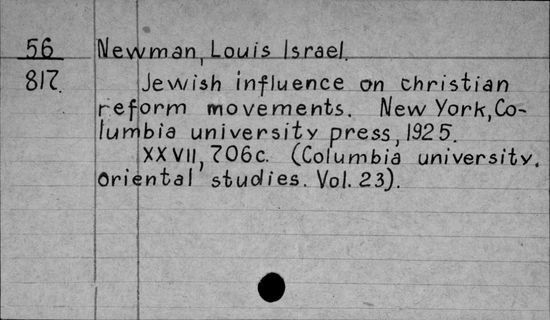 56 Newman, Louis Israel.
817. Jewish influence on christian
reform movements. New York, Co-
lumbia university press, 1925.
XXVII, 706c. (Columbia university.
oriental studies. Vol. 23).